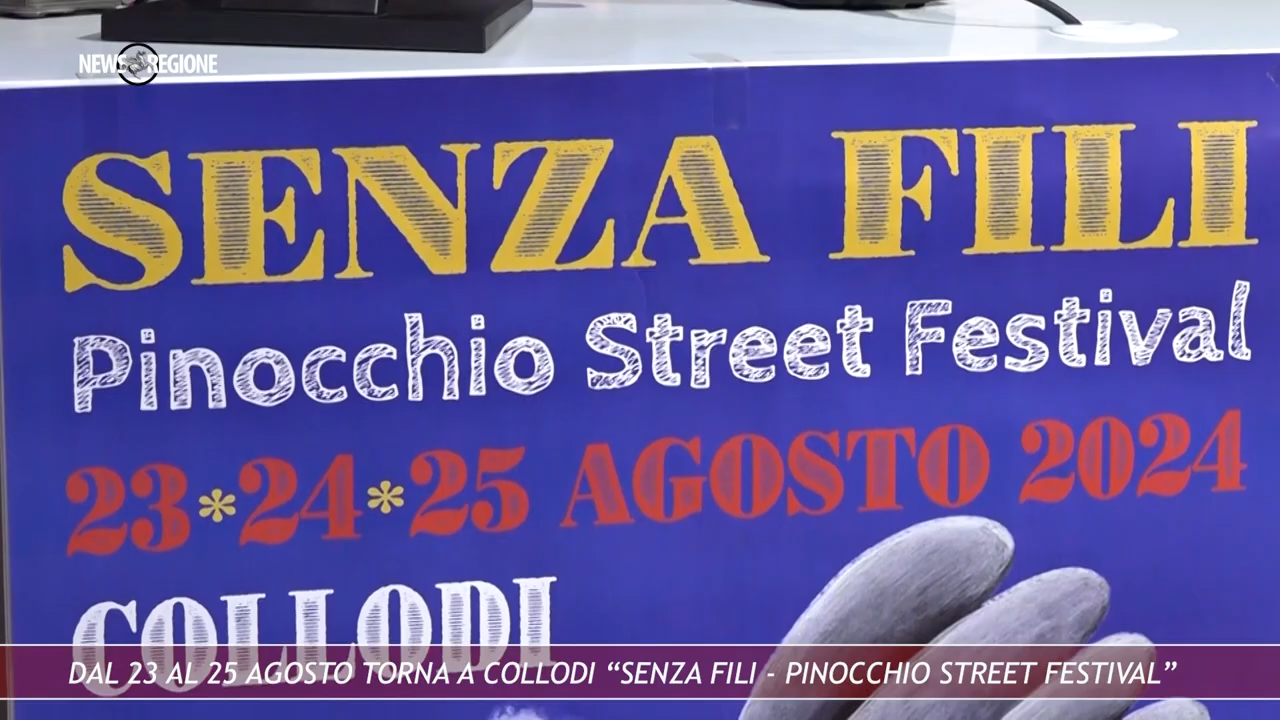 NEWS REGIONE
SENZA FILI
Pinocchio Street Festival
23*24*25 AGOSTO 2024
COLLODI
DAL 23 AL 25 AGOSTO TORNA A COLLODI “SENZA FILI - PINOCCHIO STREET FESTIVAL”